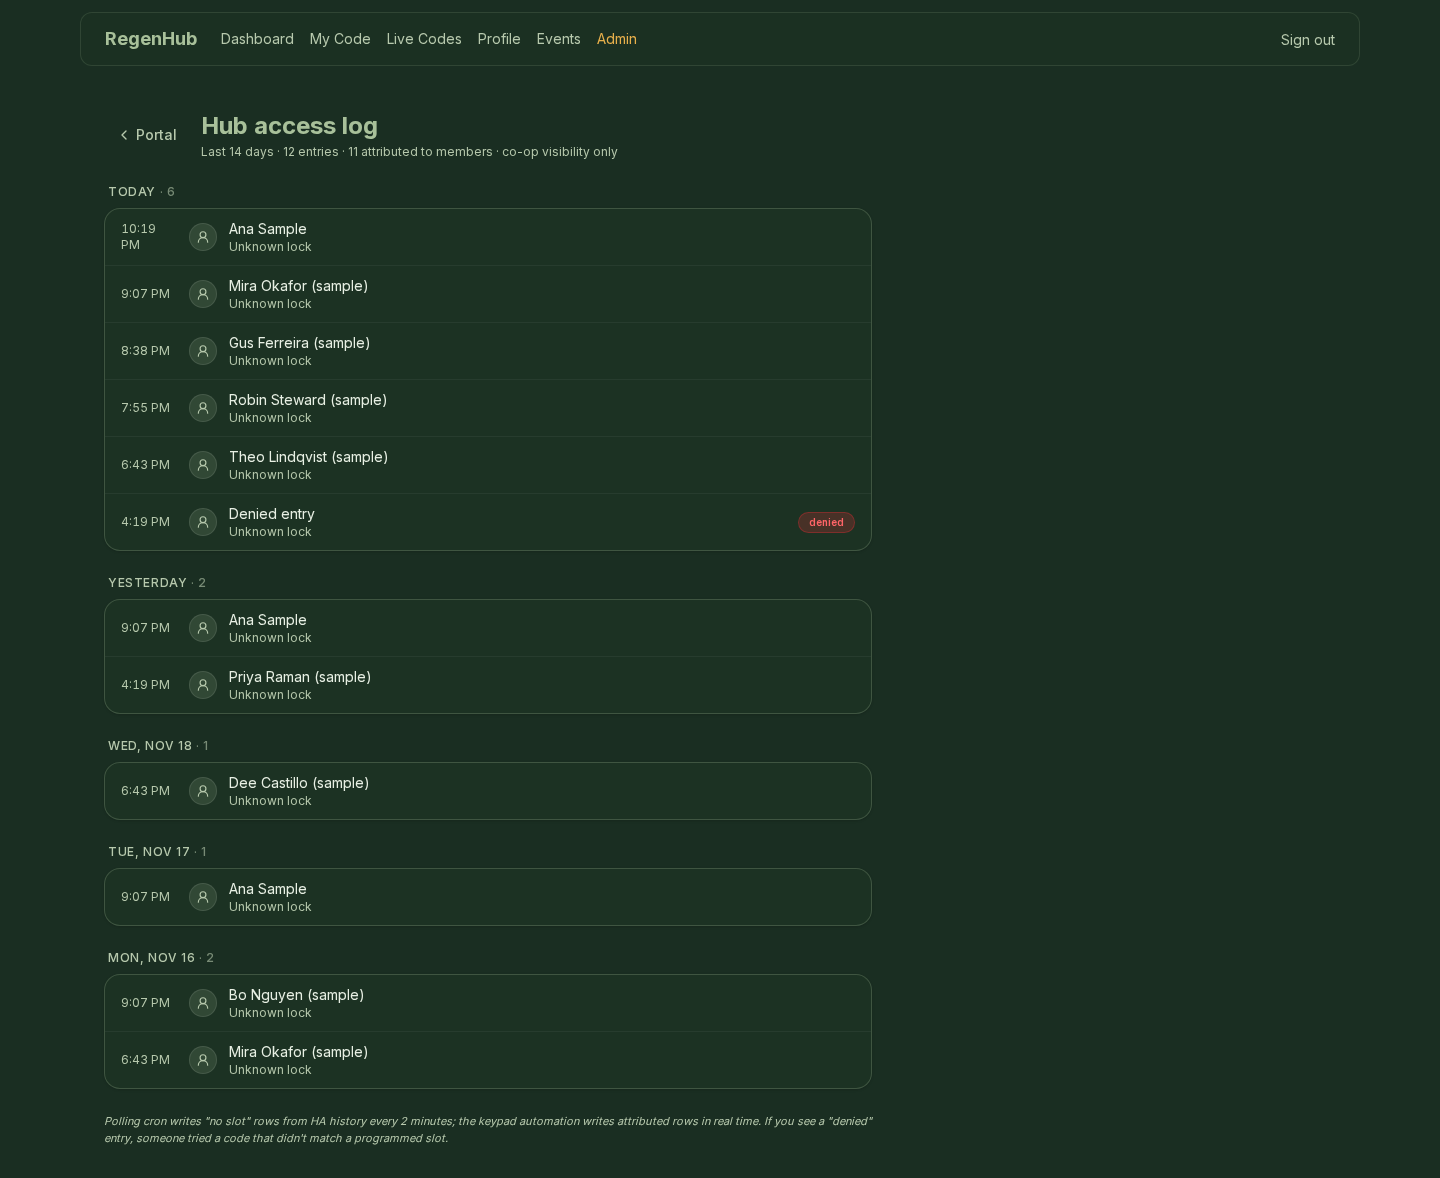 RegenHub Dashboard My Code Live Codes Profile Events Admin Sign out
Portal
Hub access log
Last 14 days · 12 entries · 11 attributed to members · co-op visibility only
TODAY · 6
10:19 PM
Ana Sample
Unknown lock
9:07 PM
Mira Okafor (sample)
Unknown lock
8:38 PM
Gus Ferreira (sample)
Unknown lock
7:55 PM
Robin Steward (sample)
Unknown lock
6:43 PM
Theo Lindqvist (sample)
Unknown lock
4:19 PM
Denied entry
Unknown lock
denied
YESTERDAY · 2
9:07 PM
Ana Sample
Unknown lock
4:19 PM
Priya Raman (sample)
Unknown lock
WED, NOV 18 · 1
6:43 PM
Dee Castillo (sample)
Unknown lock
TUE, NOV 17 · 1
9:07 PM
Ana Sample
Unknown lock
MON, NOV 16 · 2
9:07 PM
Bo Nguyen (sample)
Unknown lock
6:43 PM
Mira Okafor (sample)
Unknown lock
Polling cron writes "no slot" rows from HA history every 2 minutes; the keypad automation writes attributed rows in real time. If you see a "denied"
entry, someone tried a code that didn't match a programmed slot.